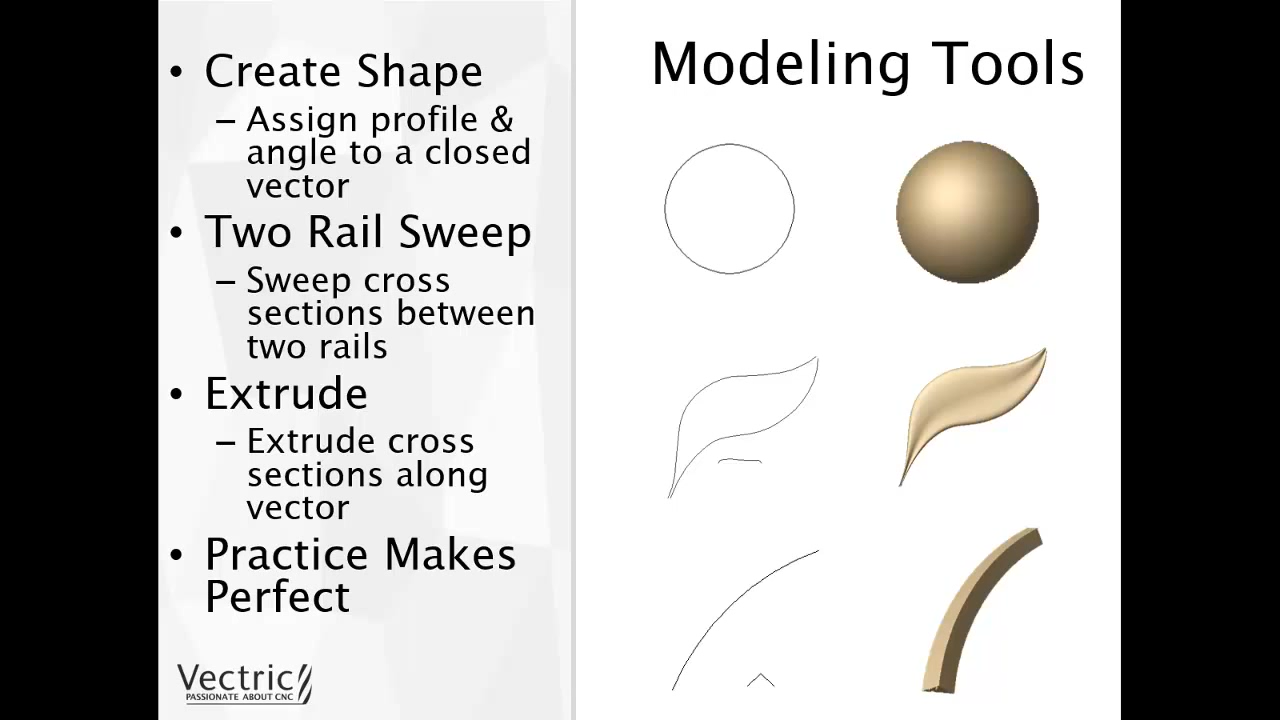 Modeling Tools
• Create Shape
– Assign profile &
angle to a closed
vector
• Two Rail Sweep
– Sweep cross
sections between
two rails
• Extrude
– Extrude cross
sections along
vector
• Practice Makes
Perfect
Vectric
PASSIONATE ABOUT CNC